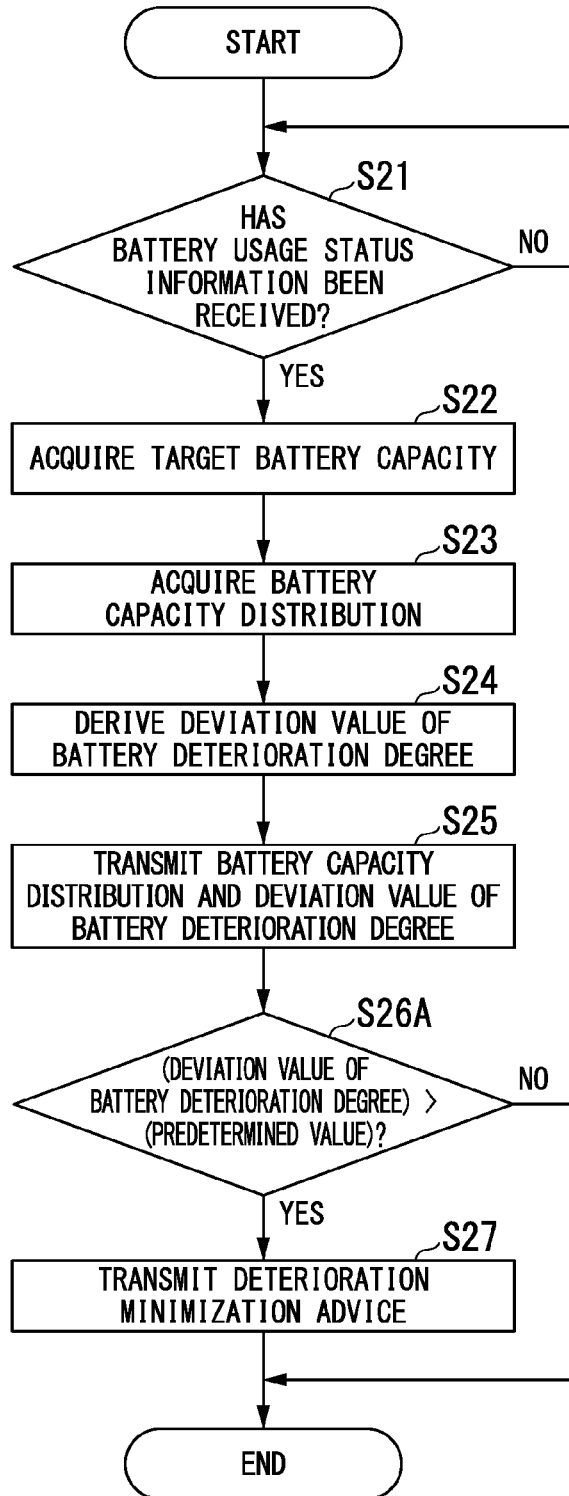 START
S21
HAS
BATTERY USAGE STATUS
INFORMATION BEEN
RECEIVED?
NO
YES
S22
ACQUIRE TARGET BATTERY CAPACITY
S23
ACQUIRE BATTERY
CAPACITY DISTRIBUTION
S24
DERIVE DEVIATION VALUE OF
BATTERY DETERIORATION DEGREE
S25
TRANSMIT BATTERY CAPACITY
DISTRIBUTION AND DEVIATION VALUE OF
BATTERY DETERIORATION DEGREE
S26A
(DEVIATION VALUE OF
BATTERY DETERIORATION DEGREE) >
(PREDETERMINED VALUE)?
NO
YES
S27
TRANSMIT DETERIORATION
MINIMIZATION ADVICE
END